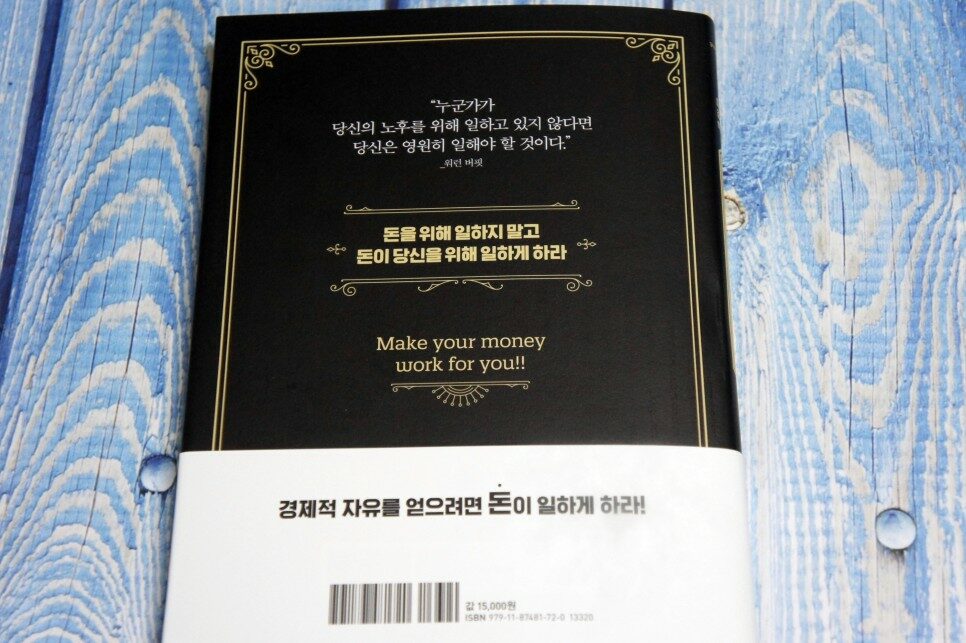 “누군가가
당신의 노후를 위해 일하고 있지 않다면
당신은 영원히 일해야 할 것이다.”
_워런 버핏
돈을 위해 일하지 말고
돈이 당신을 위해 일하게 하라
Make your money
work for you!!
경제적 자유를 얻으려면 돈이 일하게 하라!
값 15,000원
ISBN 979-11-87481-72-0 13320